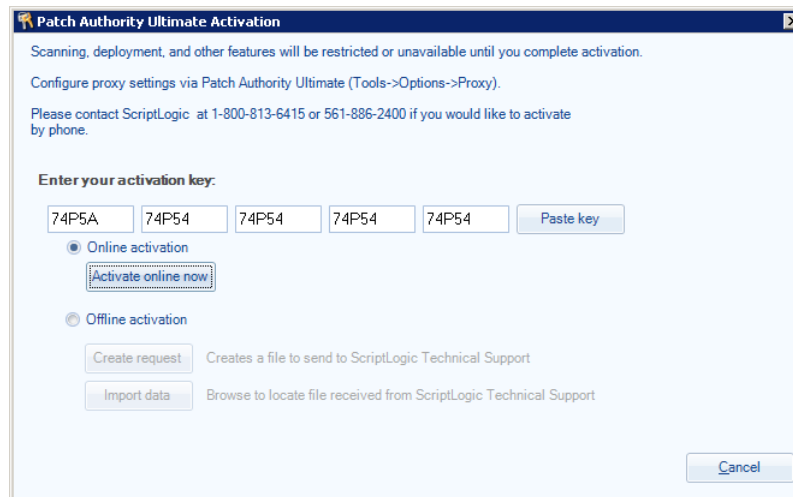 Patch Authority Ultimate Activation
Scanning, deployment, and other features will be restricted or unavailable until you complete activation.
Configure proxy settings via Patch Authority Ultimate (Tools->Options->Proxy).
Please contact ScriptLogic at 1-800-813-6415 or 561-886-2400 if you would like to activate
by phone.
Enter your activation key:
74P5A 74P54 74P54 74P54 74P54 Paste key
Online activation
Activate online now
Offline activation
Create request Creates a file to send to ScriptLogic Technical Support
Import data Browse to locate file received from ScriptLogic Technical Support
Cancel